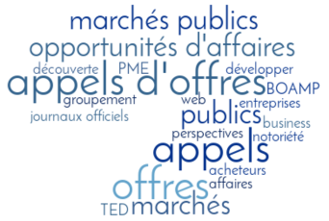 marchés publics
opportunités d'affaires
découverte PME développer
appels d'offres BOAMP
groupement web entreprises
journaux officiels publics business
perspectives notoriété
appels
acheteurs
offres affaires
TED marchés